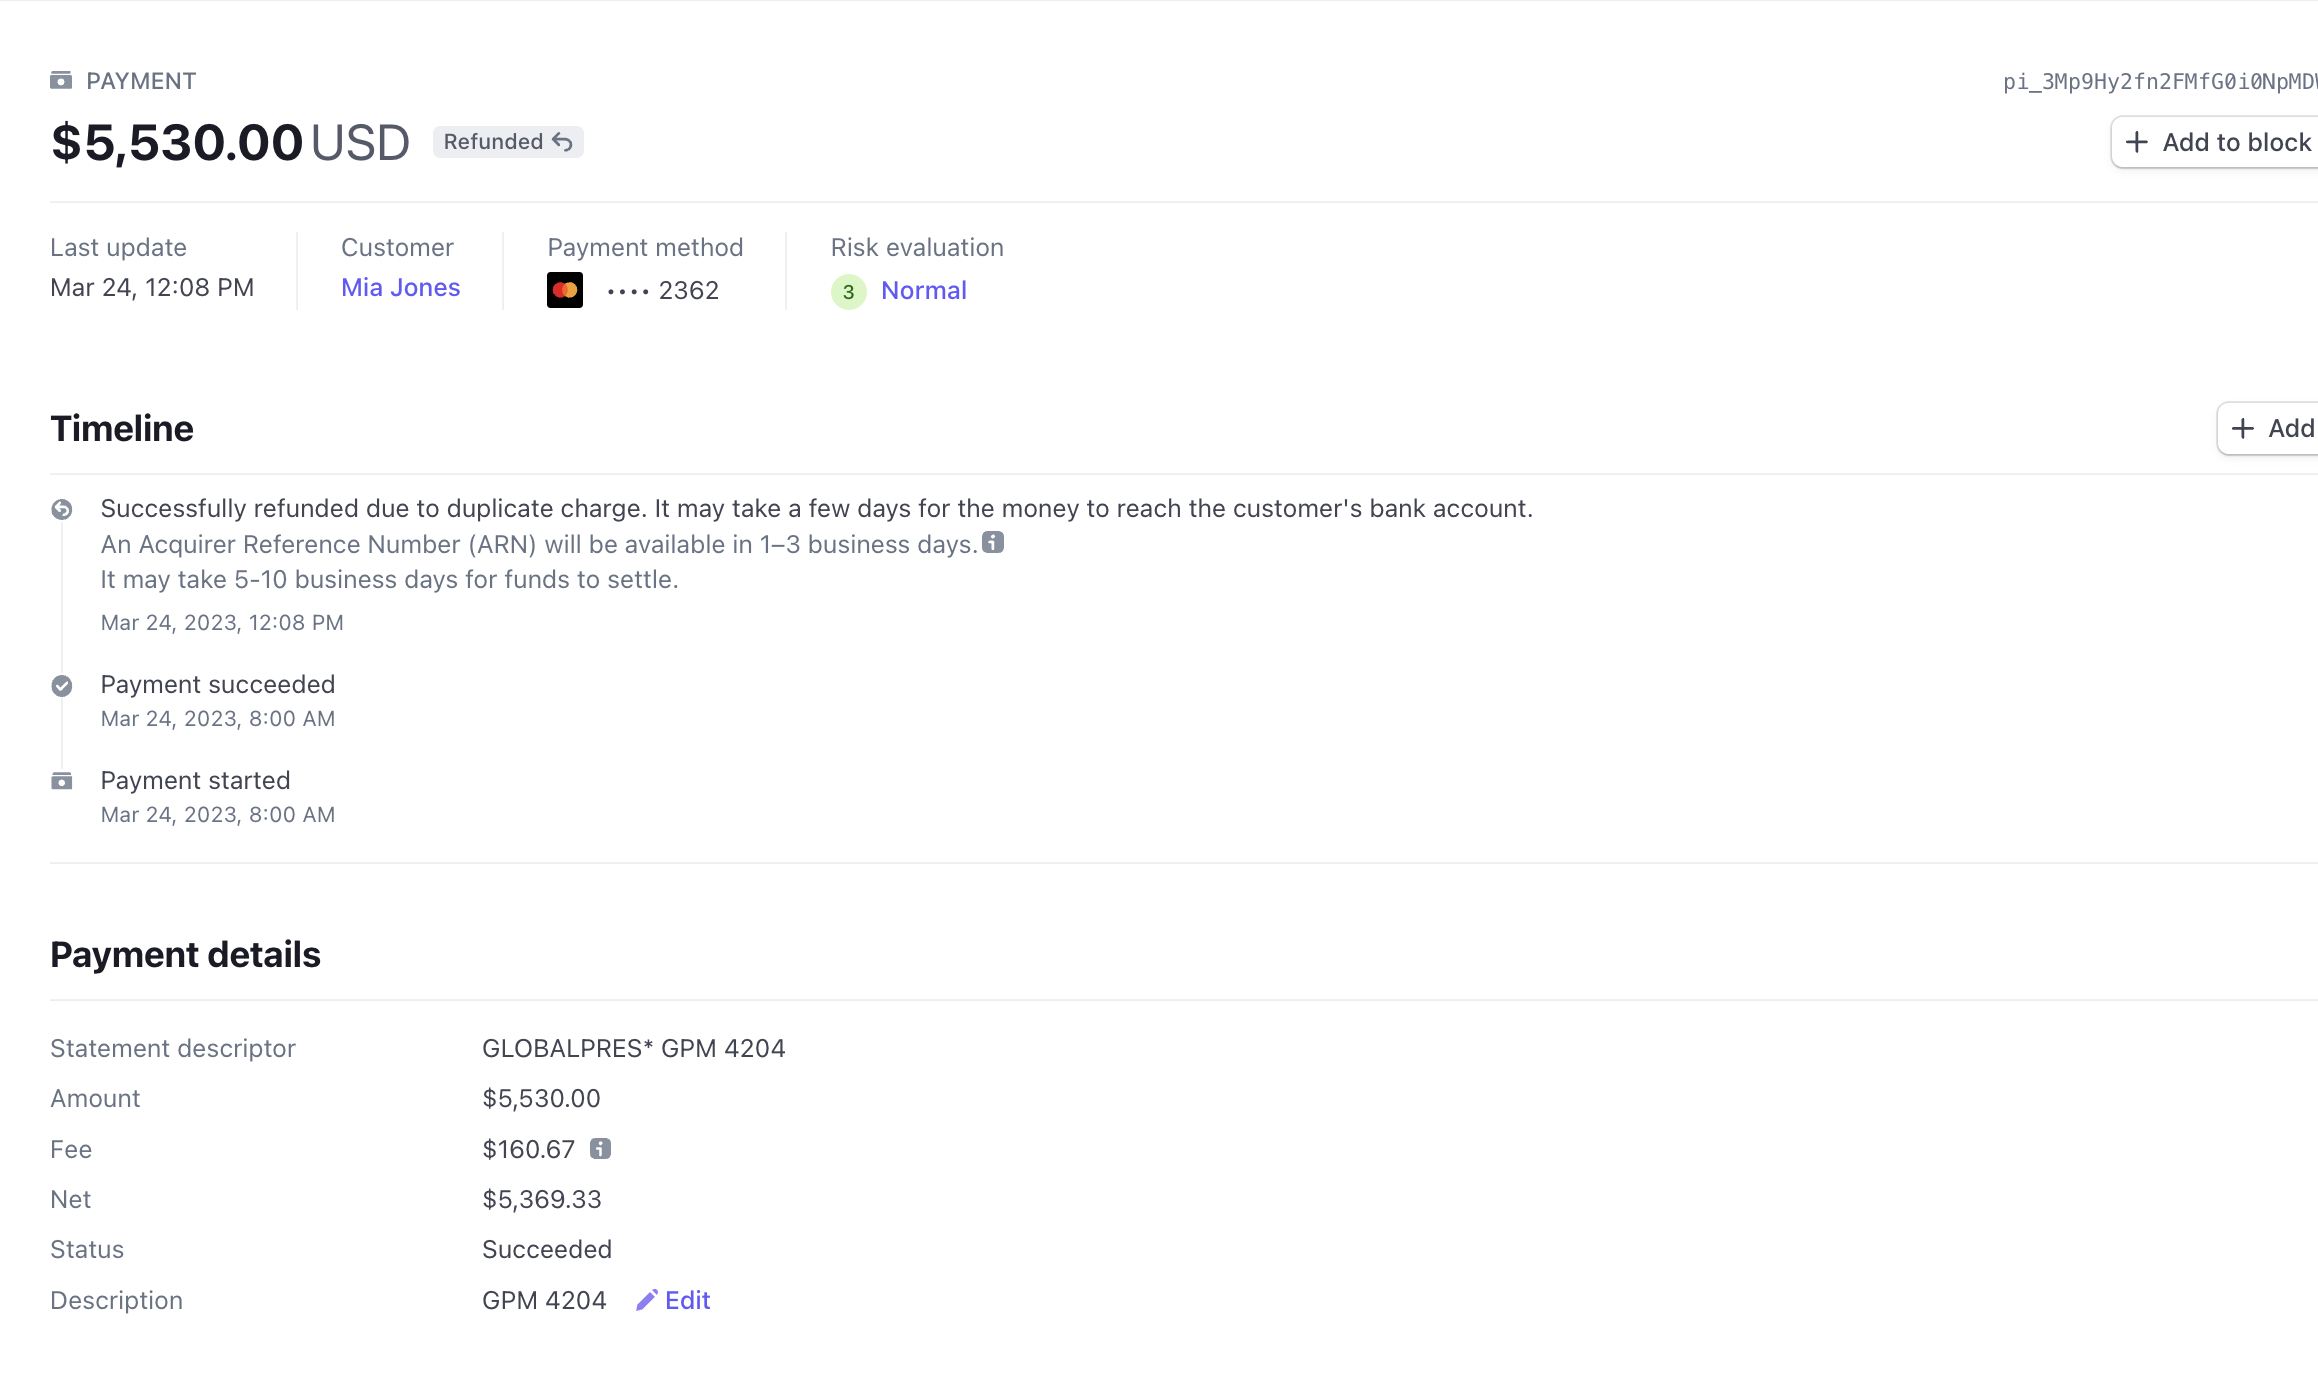 PAYMENT
pi_3Mp9Hy2fn2FMfG0i0NpMD
$5,530.00 USD Refunded
+ Add to block
Last update
Customer
Payment method
Risk evaluation
Mar 24, 12:08 PM
Mia Jones
•••• 2362
3 Normal
Timeline
+ Add
Successfully refunded due to duplicate charge. It may take a few days for the money to reach the customer's bank account.
An Acquirer Reference Number (ARN) will be available in 1–3 business days.
It may take 5-10 business days for funds to settle.
Mar 24, 2023, 12:08 PM
Payment succeeded
Mar 24, 2023, 8:00 AM
Payment started
Mar 24, 2023, 8:00 AM
Payment details
Statement descriptor GLOBALPRES* GPM 4204
Amount $5,530.00
Fee $160.67
Net $5,369.33
Status Succeeded
Description GPM 4204 Edit